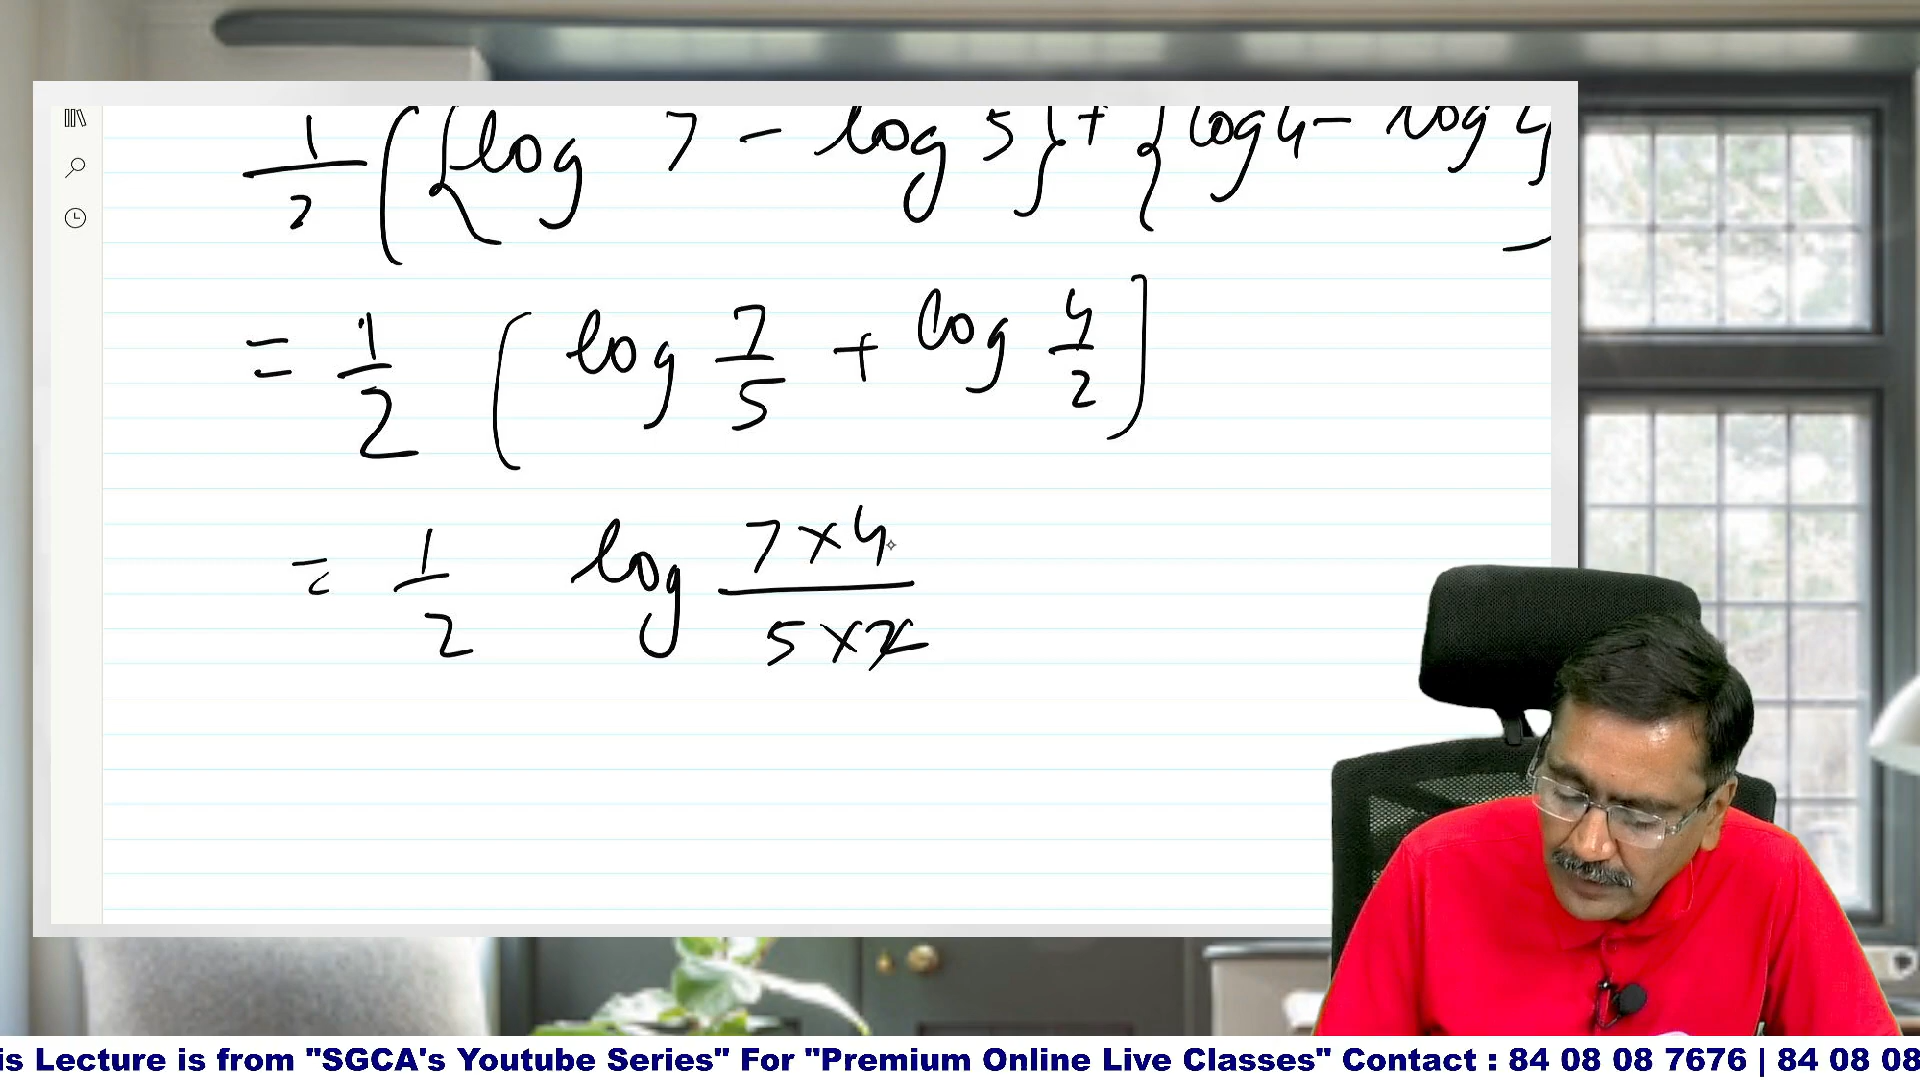 1/2 ( { log 7 - log 5 } + { log 4 - log 4 }
= 1/2 ( log 7/5 + log 4/2 ]
= 1/2 log 7×4 / 5×2
is Lecture is from "SGCA's Youtube Series" For "Premium Online Live Classes" Contact : 84 08 08 7676 | 84 08 08